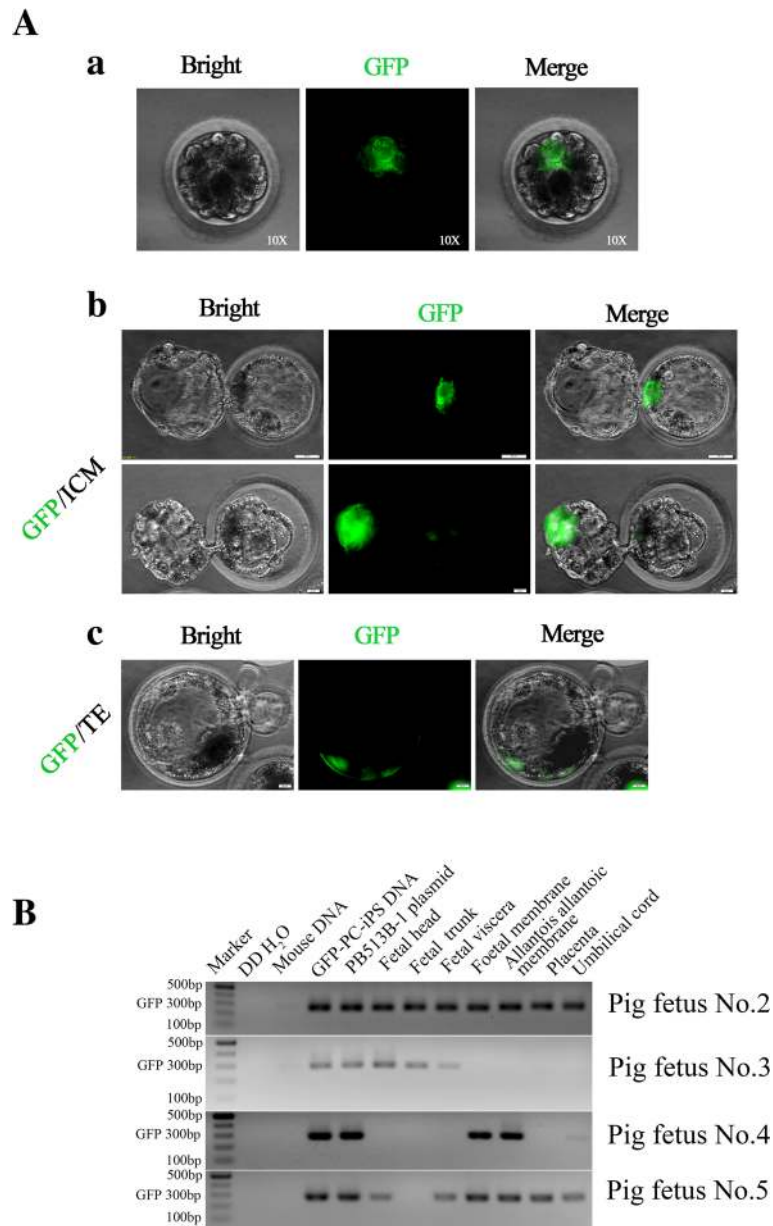 A
a
Bright GFP Merge
10X 10X 10X
b
Bright GFP Merge
GFP/ICM
c
Bright GFP Merge
GFP/TE
B
Marker
DD H₂O
Mouse DNA
GFP-PC-iPS DNA
PB513B-1 plasmid
Fetal head
Fetal trunk
Fetal viscera
Foetal membrane
Allantois allantoic
membrane
Placenta
Umbilical cord
500bp
GFP 300bp Pig fetus No.2
100bp
500bp
GFP 300bp Pig fetus No.3
100bp
500bp
GFP 300bp Pig fetus No.4
100bp
500bp
GFP 300bp Pig fetus No.5
100bp